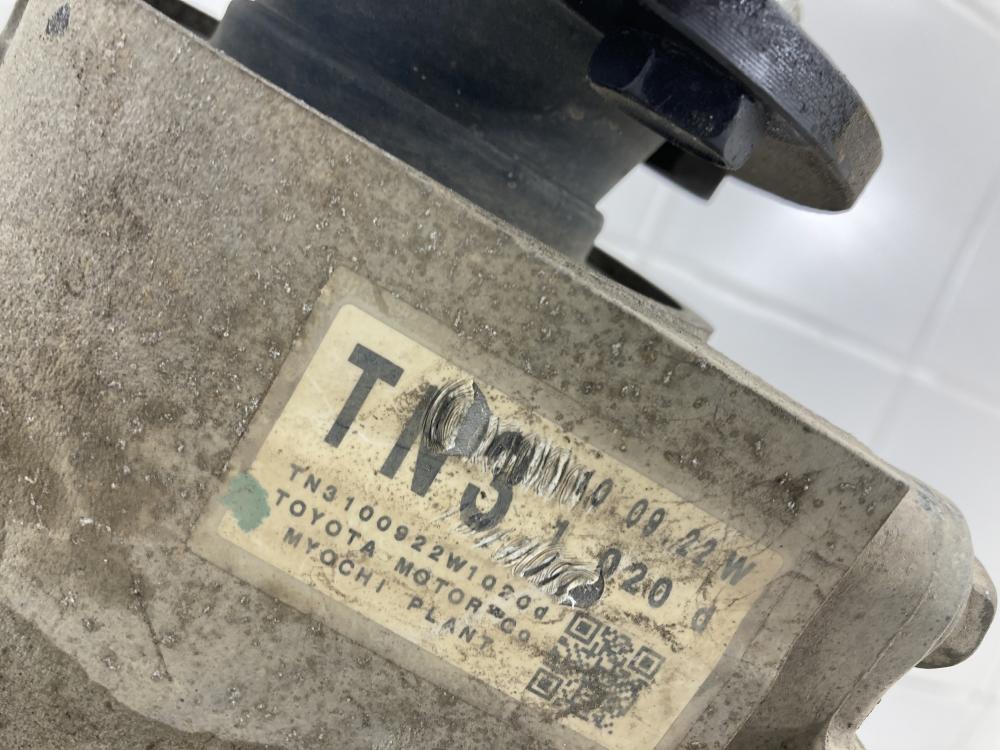 TN3
10 09.22 W
1 020 d
TN3100922W1020d
TOYOTA MOTOR Co.
MYOCHI PLANT